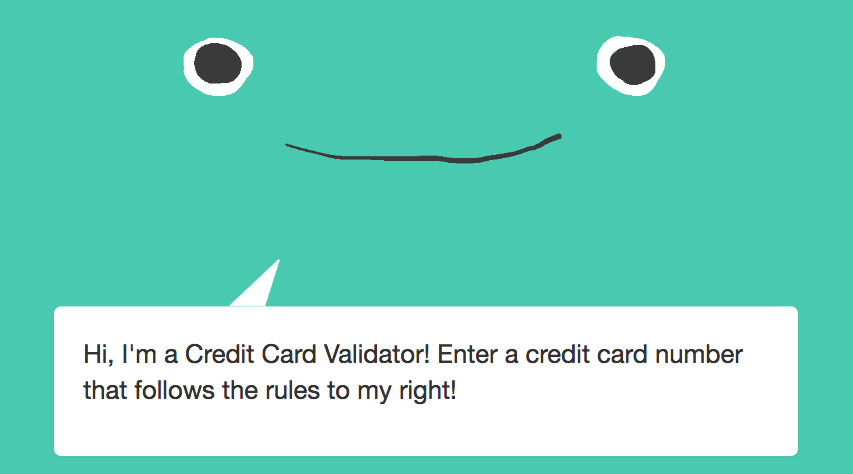 Hi, I'm a Credit Card Validator! Enter a credit card number
that follows the rules to my right!